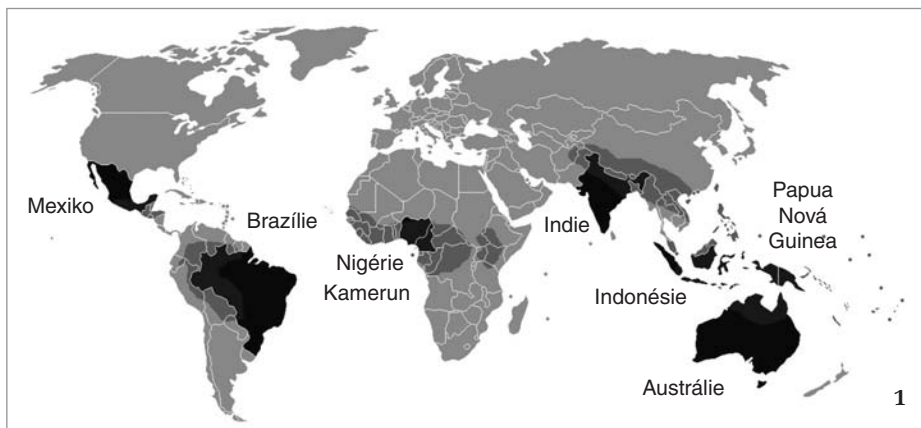 Mexiko
Brazílie
Nigérie
Kamerun
Indie
Papua
Nová
Guinea
Indonésie
Austrálie
1